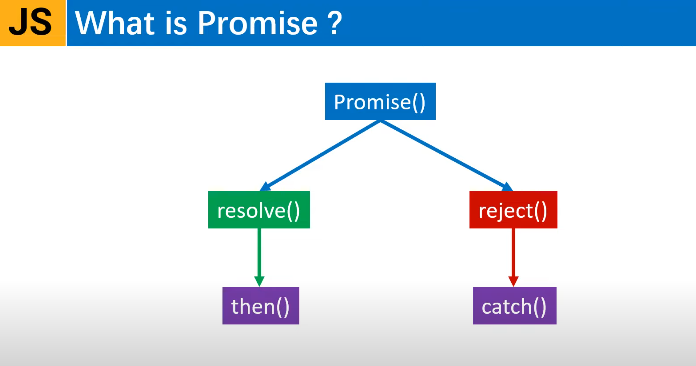 JS What is Promise ?
Promise()
resolve() reject()
then() catch()